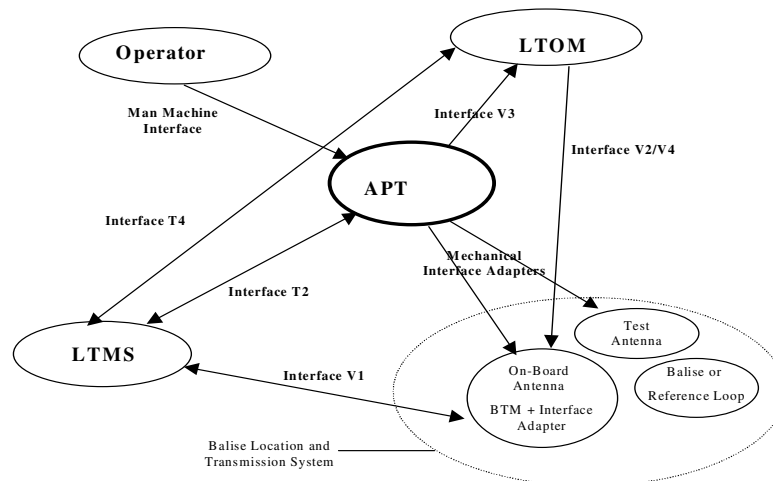 Operator
LTOM
Man Machine
Interface
Interface V3
Interface V2/V4
APT
Interface T4
Mechanical
Interface Adapters
Interface T2
Test
Antenna
LTMS
Interface V1
On-Board
Antenna
BTM + Interface
Adapter
Balise or
Reference Loop
Balise Location and
Transmission System